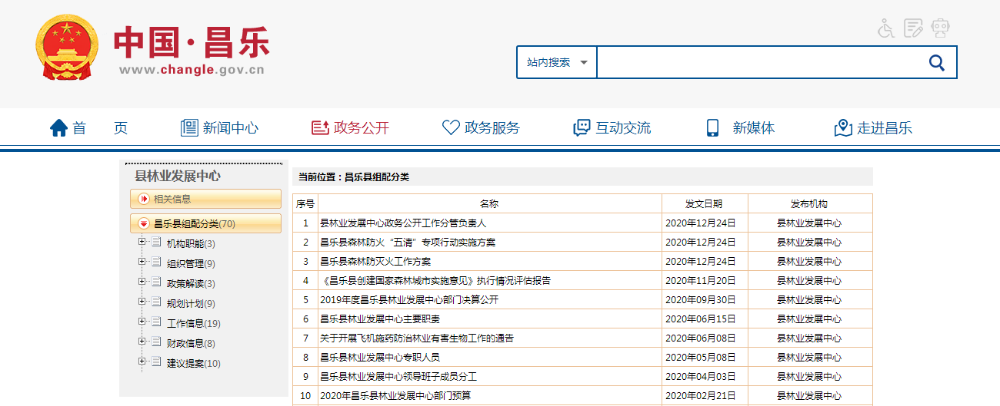 中国·昌乐
www.changle.gov.cn
站内搜索
首 页 新闻中心 政务公开 政务服务 互动交流 新媒体 走进昌乐
县林业发展中心
相关信息
昌乐县组配分类(70)
机构职能(3)
组织管理(9)
政策解读(3)
规划计划(9)
工作信息(19)
财政信息(8)
建议提案(10)
当前位置：昌乐县组配分类
序号 名称 发文日期 发布机构
1 县林业发展中心政务公开工作分管负责人 2020年12月24日 县林业发展中心
2 昌乐县森林防火“五清”专项行动实施方案 2020年12月24日 县林业发展中心
3 昌乐县森林防灭火工作方案 2020年12月24日 县林业发展中心
4 《昌乐县创建国家森林城市实施意见》执行情况评估报告 2020年11月20日 县林业发展中心
5 2019年度昌乐县林业发展中心部门决算公开 2020年09月30日 县林业发展中心
6 昌乐县林业发展中心主要职责 2020年06月15日 县林业发展中心
7 关于开展飞机施药防治林业有害生物工作的通告 2020年06月08日 县林业发展中心
8 昌乐县林业发展中心专职人员 2020年05月08日 县林业发展中心
9 昌乐县林业发展中心领导班子成员分工 2020年04月03日 县林业发展中心
10 2020年昌乐县林业发展中心部门预算 2020年02月21日 县林业发展中心